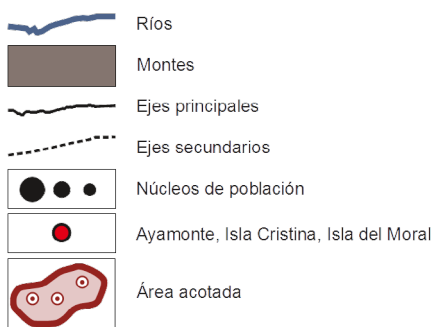 Ríos
Montes
Ejes principales
Ejes secundarios
Núcleos de población
Ayamonte, Isla Cristina, Isla del Moral
Área acotada